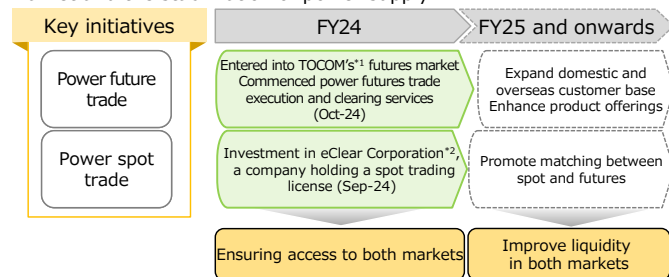 Key initiatives
FY24
FY25 and onwards
Power future
trade
Entered into TOCOM's*1 futures market
Commenced power futures trade
execution and clearing services
(Oct-24)
Expand domestic and
overseas customer base
Enhance product offerings
Power spot
trade
Investment in eClear Corporation*2,
a company holding a spot trading
license (Sep-24)
Promote matching between
spot and futures
Ensuring access to both markets
Improve liquidity
in both markets